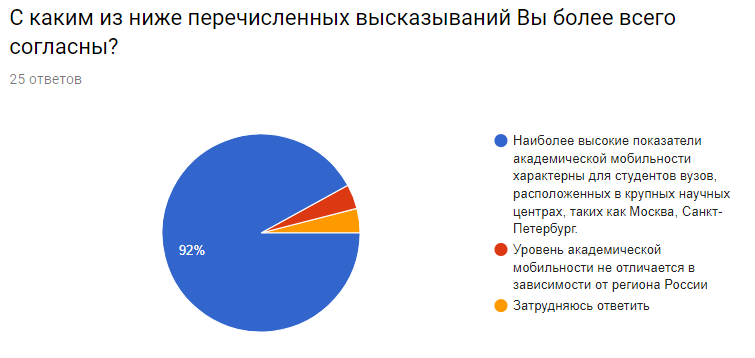 С каким из ниже перечисленных высказываний Вы более всего
согласны?
25 ответов
92%
Наиболее высокие показатели
академической мобильности
характерны для студентов вузов,
расположенных в крупных научных
центрах, таких как Москва, Санкт-
Петербург.
Уровень академической
мобильности не отличается в
зависимости от региона России
Затрудняюсь ответить